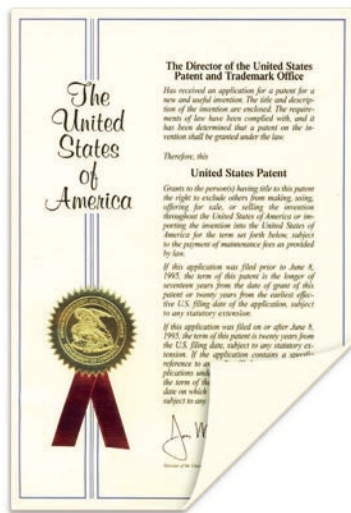 The
United
States
of
America
The Director of the United States
Patent and Trademark Office
Has received an application for a patent for a
new and useful invention. The title and descrip-
tion of the invention are enclosed. The require-
ments of law have been complied with, and it
has been determined that a patent on the in-
vention shall be granted under the law.
Therefore, this
United States Patent
Grants to the person(s) having title to this patent
the right to exclude others from making, using,
offering for sale, or selling the invention
throughout the United States of America or im-
porting the invention into the United States of
America for the term set forth below, subject
to the payment of maintenance fees as provided
by law.
If this application was filed prior to June 8,
1995, the term of this patent is the longer of
seventeen years from the date of grant of this
patent or twenty years from the earliest effec-
tive U.S. filing date of the application, subject
to any statutory extension.
If this application was filed on or after June 8,
1995, the term of this patent is twenty years from
the U.S. filing date, subject to any statutory ex-
tension. If the application contains a specific
reference to an
plications unde
the term of the
date on which
subject to any
Director of the Unite